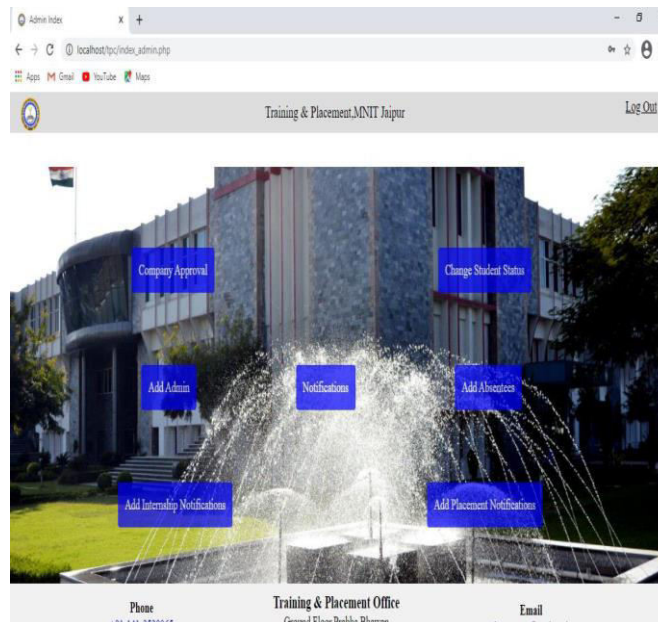 Admin Index
localhost/tpc/index_admin.php
Apps Gmail YouTube Maps
Training & Placement,MNIT Jaipur
Log Out
Company Approval
Change Student Status
Add Admin
Notifications
Add Absentees
Add Internship Notifications
Add Placement Notifications
Phone
Training & Placement Office
Email